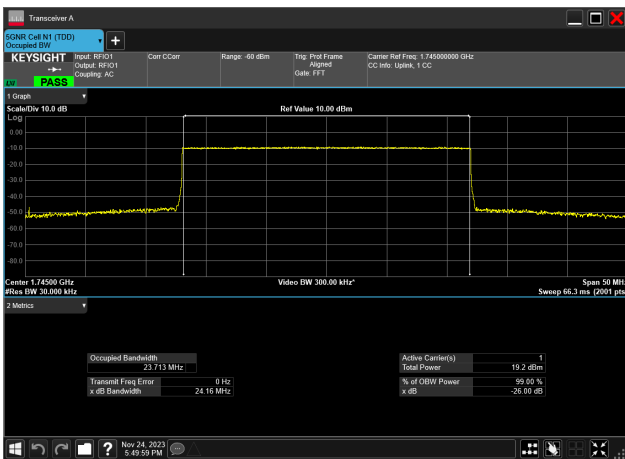 Transceiver A
5GNR Cell N1 (TDD)
Occupied BW
KEYSIGHT
PASS
Input: RFIO1
Output: RFIO1
Coupling: AC
Corr CCorr
Range: -60 dBm
Trig: Prot Frame
Aligned
Gate: FFT
Carrier Ref Freq: 1.745000000 GHz
CC Info: Uplink, 1 CC
1 Graph
Scale/Div 10.0 dB
Ref Value 10.00 dBm
Log
0.00
-10.0
-20.0
-30.0
-40.0
-50.0
-60.0
-70.0
-80.0
Center 1.74500 GHz
#Res BW 30.000 kHz
Video BW 300.00 kHz*
Span 50 MHz
Sweep 66.3 ms (2001 pts
2 Metrics
Occupied Bandwidth
23.713 MHz
Transmit Freq Error 0 Hz
x dB Bandwidth 24.16 MHz
Active Carrier(s) 1
Total Power 19.2 dBm
% of OBW Power 99.00 %
x dB -26.00 dB
? Nov 24, 2023
5:49:59 PM